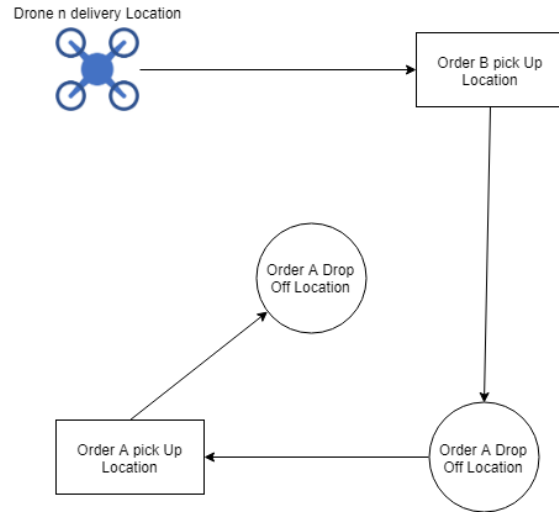 Drone n delivery Location
Order B pick Up
Location
Order A Drop
Off Location
Order A pick Up
Location
Order A Drop
Off Location